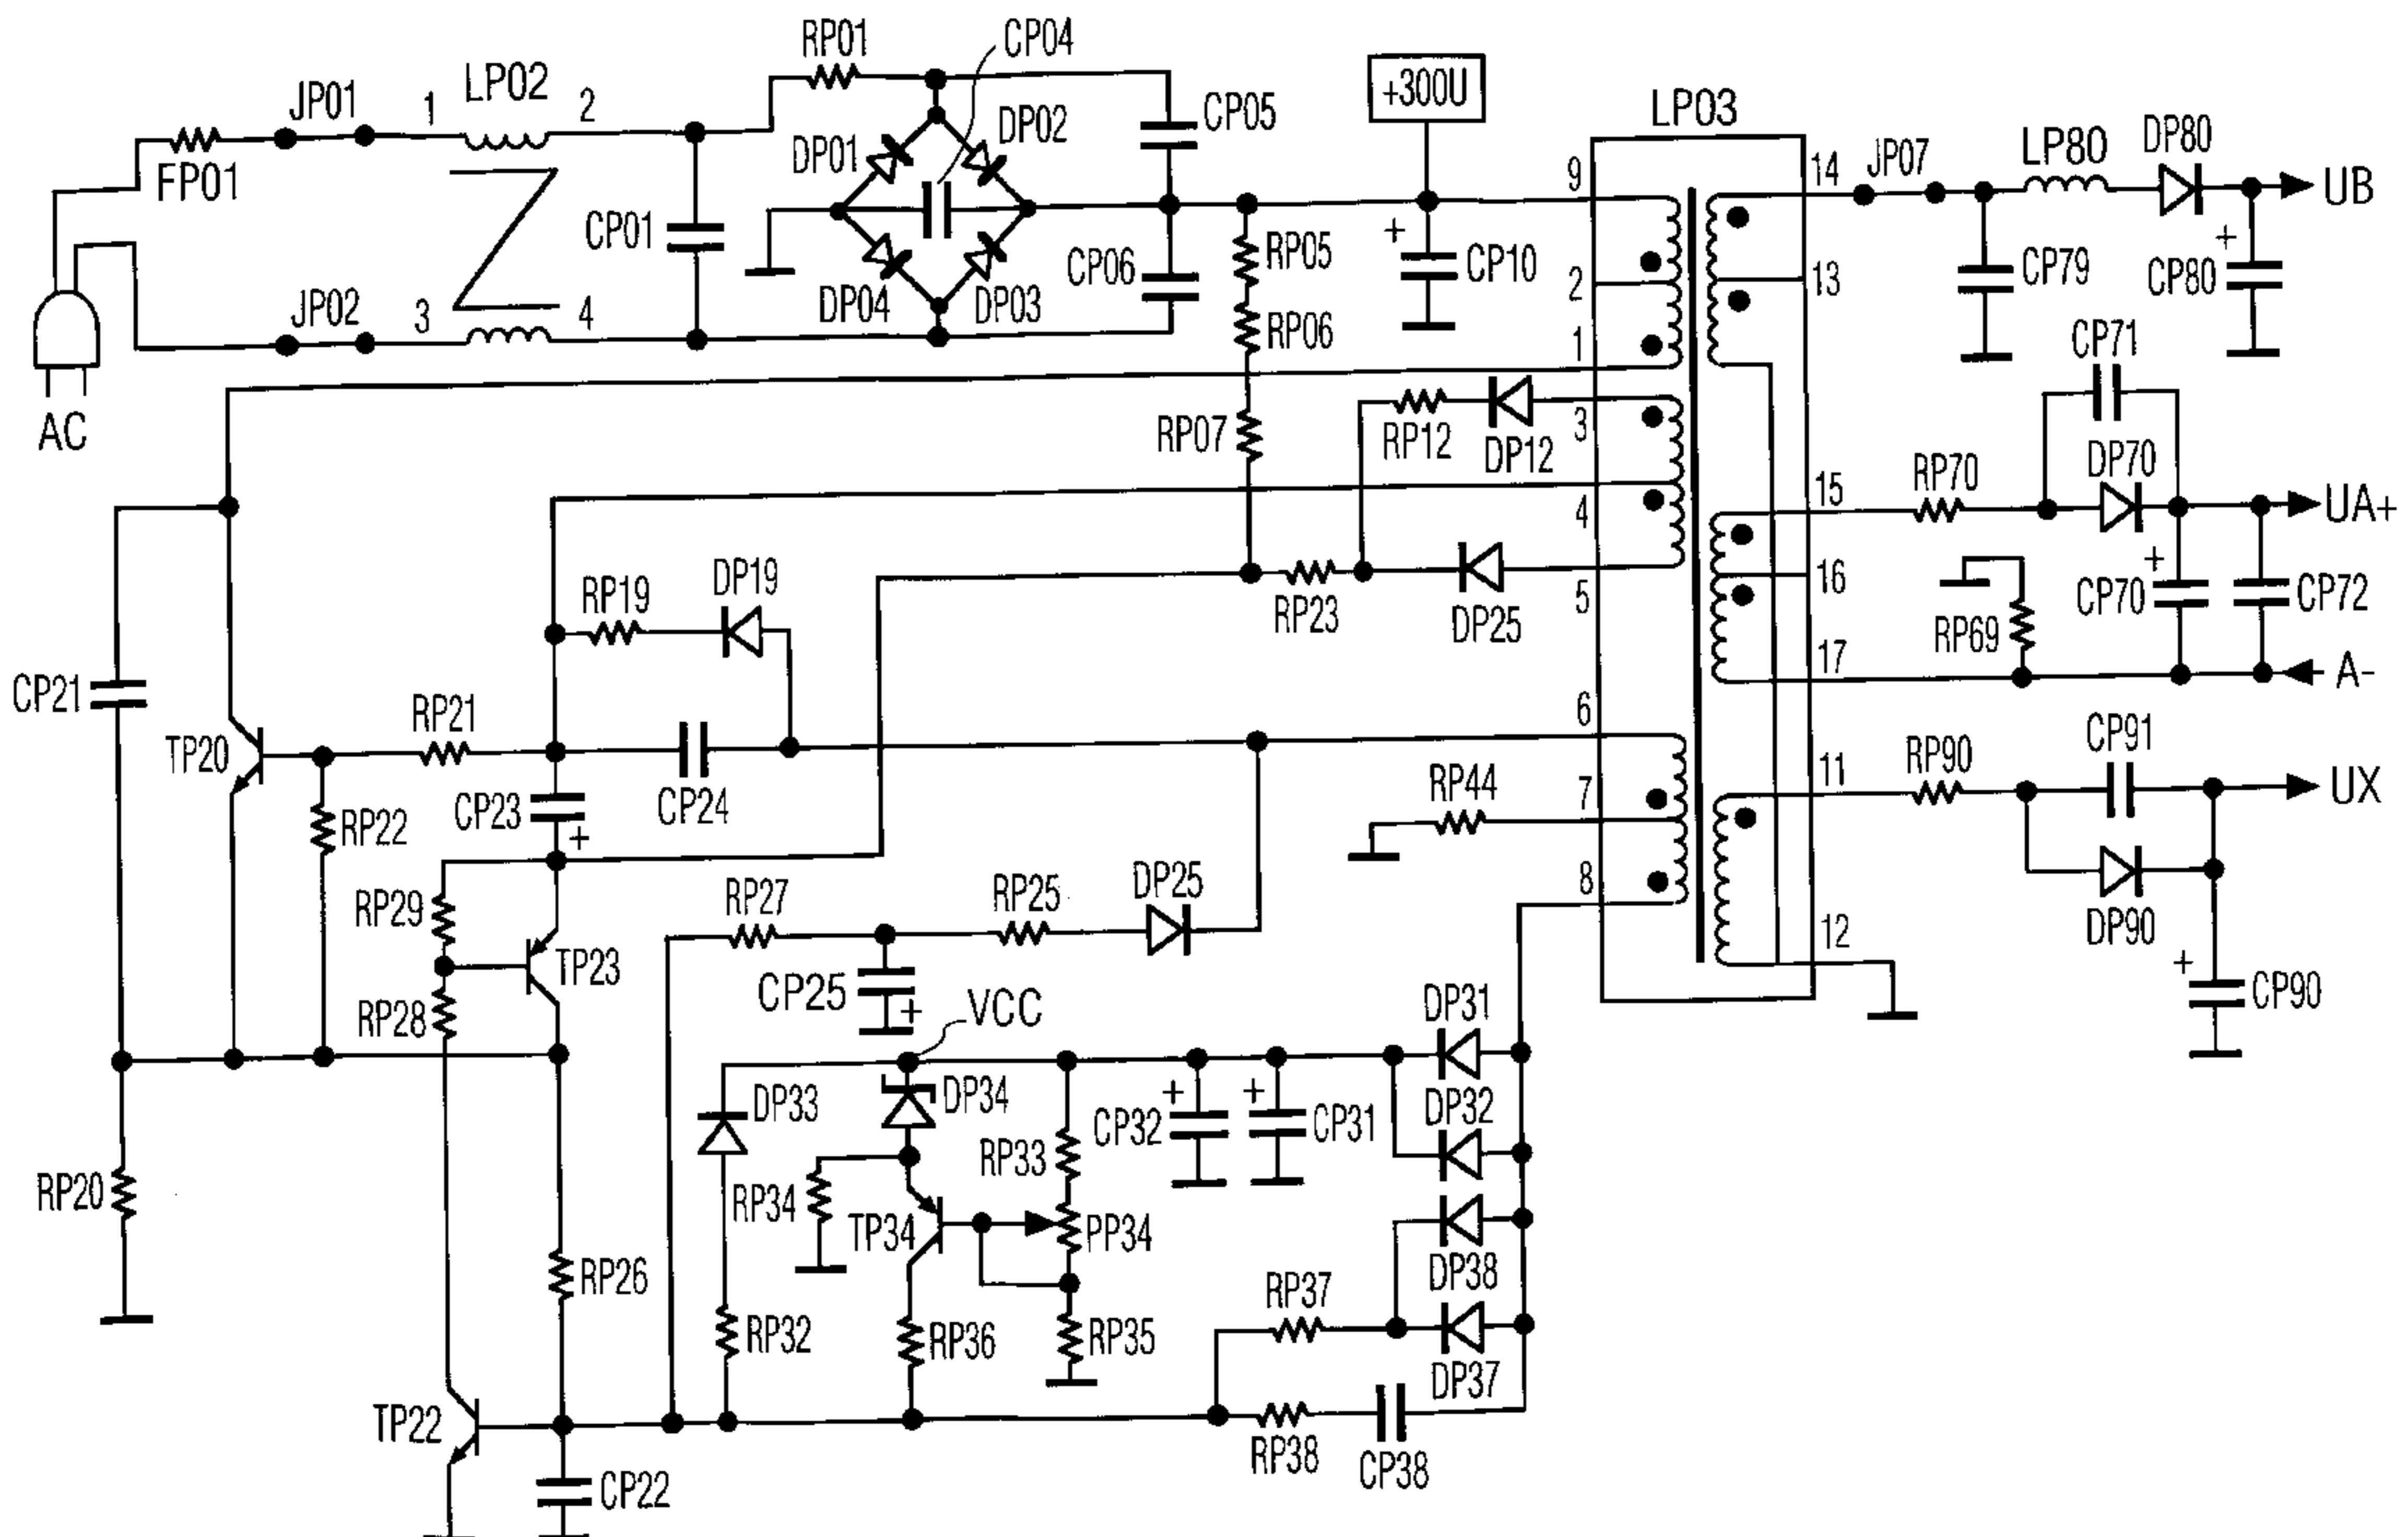 RP01
CP04
JP01
1
LP02
2
+300U
LP03
FP01
DP01
DP02
CP05
9
14
JP07
LP80
DP80
UB
CP01
CP06
RP05
+
CP10
2
13
CP79
+
CP80
JP02
3
4
DP04
DP03
RP06
1
CP71
AC
RP07
RP12
DP12
3
RP70
DP70
15
UA+
4
RP19
DP19
RP23
DP25
5
16
+
CP70
CP72
RP69
17
A-
CP21
TP20
RP21
6
CP23
+
CP24
RP22
RP44
7
11
RP90
CP91
UX
RP29
RP27
RP25
DP25
8
DP90
12
TP23
RP28
CP25
+
VCC
DP31
+
CP90
DP33
DP34
+
CP32
+
CP31
DP32
RP33
RP20
RP34
TP34
PP34
DP38
RP26
RP32
RP36
RP35
RP37
DP37
TP22
CP22
RP38
CP38